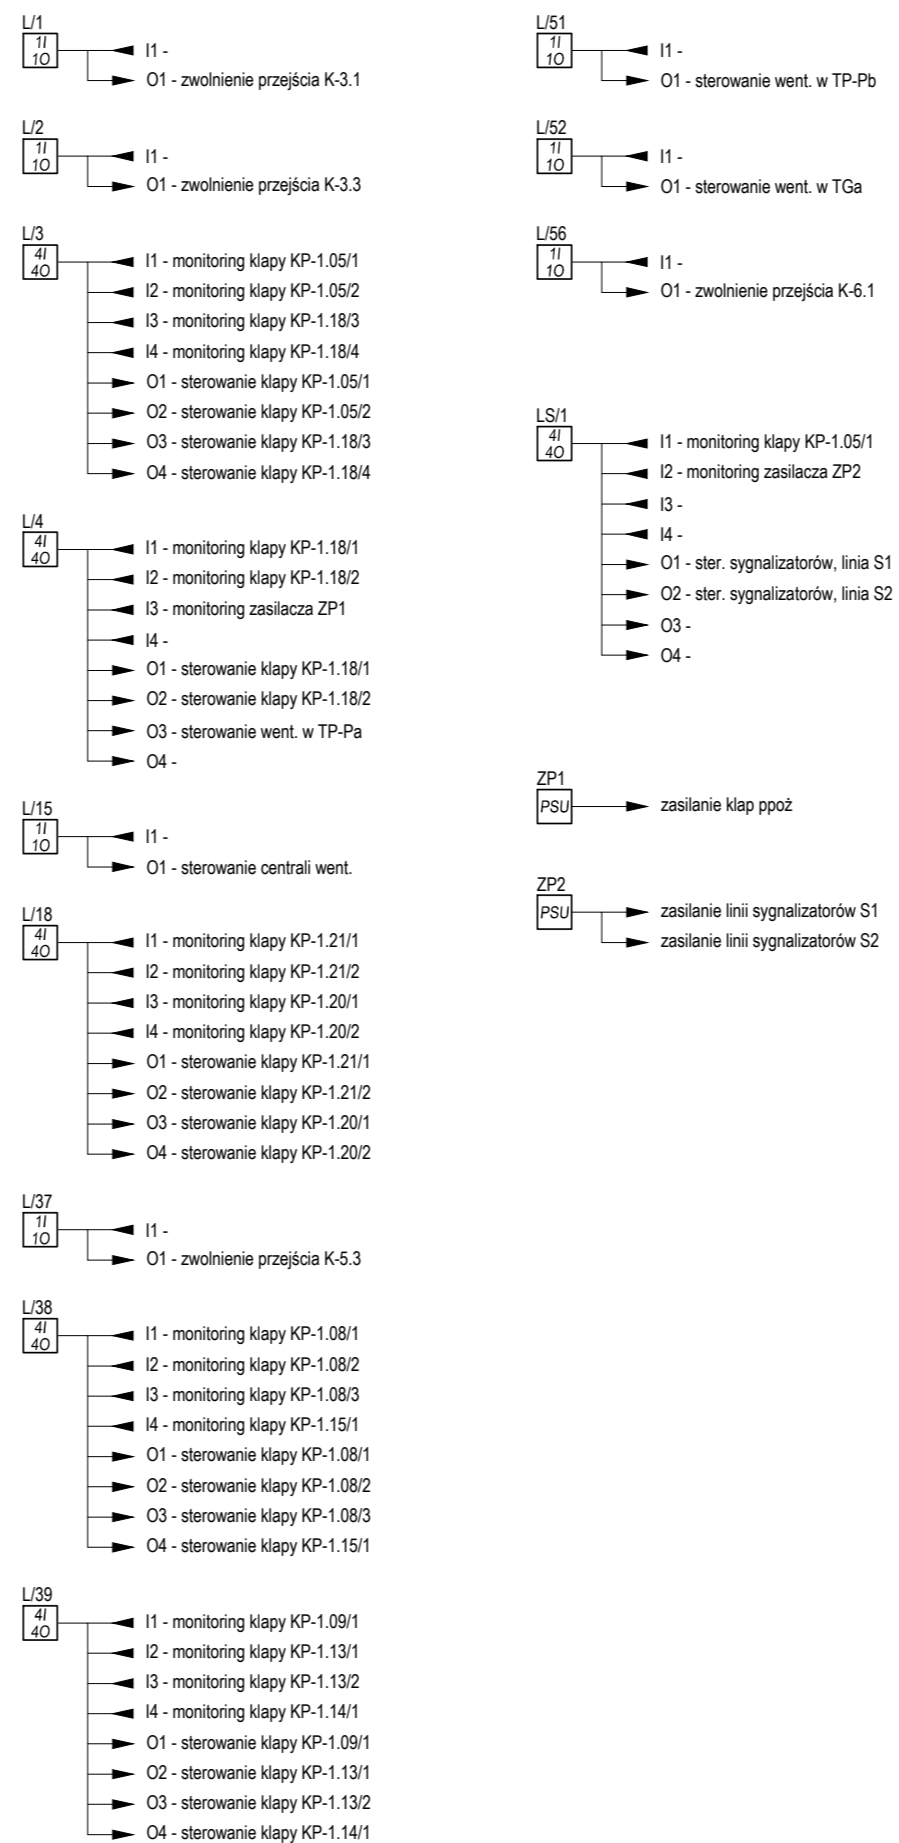 L/1
1I
1O
I1 -
O1 - zwolnienie przejścia K-3.1
L/2
1I
1O
I1 -
O1 - zwolnienie przejścia K-3.3
L/3
4I
4O
I1 - monitoring klapy KP-1.05/1
I2 - monitoring klapy KP-1.05/2
I3 - monitoring klapy KP-1.18/3
I4 - monitoring klapy KP-1.18/4
O1 - sterowanie klapy KP-1.05/1
O2 - sterowanie klapy KP-1.05/2
O3 - sterowanie klapy KP-1.18/3
O4 - sterowanie klapy KP-1.18/4
L/4
4I
4O
I1 - monitoring klapy KP-1.18/1
I2 - monitoring klapy KP-1.18/2
I3 - monitoring zasilacza ZP1
I4 -
O1 - sterowanie klapy KP-1.18/1
O2 - sterowanie klapy KP-1.18/2
O3 - sterowanie went. w TP-Pa
O4 -
L/15
1I
1O
I1 -
O1 - sterowanie centrali went.
L/18
4I
4O
I1 - monitoring klapy KP-1.21/1
I2 - monitoring klapy KP-1.21/2
I3 - monitoring klapy KP-1.20/1
I4 - monitoring klapy KP-1.20/2
O1 - sterowanie klapy KP-1.21/1
O2 - sterowanie klapy KP-1.21/2
O3 - sterowanie klapy KP-1.20/1
O4 - sterowanie klapy KP-1.20/2
L/37
1I
1O
I1 -
O1 - zwolnienie przejścia K-5.3
L/38
4I
4O
I1 - monitoring klapy KP-1.08/1
I2 - monitoring klapy KP-1.08/2
I3 - monitoring klapy KP-1.08/3
I4 - monitoring klapy KP-1.15/1
O1 - sterowanie klapy KP-1.08/1
O2 - sterowanie klapy KP-1.08/2
O3 - sterowanie klapy KP-1.08/3
O4 - sterowanie klapy KP-1.15/1
L/39
4I
4O
I1 - monitoring klapy KP-1.09/1
I2 - monitoring klapy KP-1.13/1
I3 - monitoring klapy KP-1.13/2
I4 - monitoring klapy KP-1.14/1
O1 - sterowanie klapy KP-1.09/1
O2 - sterowanie klapy KP-1.13/1
O3 - sterowanie klapy KP-1.13/2
O4 - sterowanie klapy KP-1.14/1
L/51
1I
1O
I1 -
O1 - sterowanie went. w TP-Pb
L/52
1I
1O
I1 -
O1 - sterowanie went. w TGa
L/56
1I
1O
I1 -
O1 - zwolnienie przejścia K-6.1
LS/1
4I
4O
I1 - monitoring klapy KP-1.05/1
I2 - monitoring zasilacza ZP2
I3 -
I4 -
O1 - ster. sygnalizatorów, linia S1
O2 - ster. sygnalizatorów, linia S2
O3 -
O4 -
ZP1
PSU
zasilanie klap ppoż
ZP2
PSU
zasilanie linii sygnalizatorów S1
zasilanie linii sygnalizatorów S2